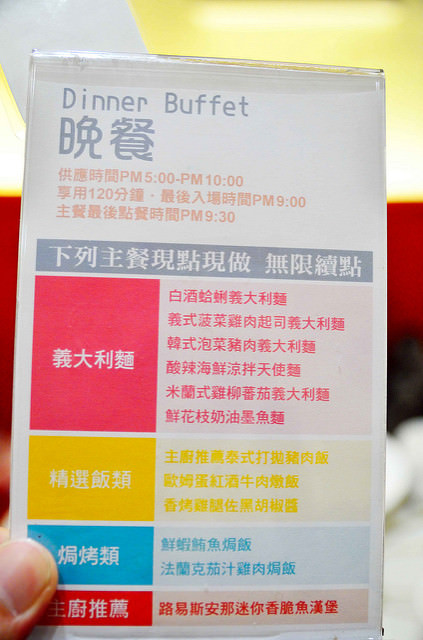 Dinner Buffet
晚餐
供應時間PM5:00-PM10:00
享用120分鐘・最後入場時間PM9:00
主餐最後點餐時間PM9:30
下列主餐現點現做 無限續點
義大利麵
白酒蛤蜊義大利麵
義式菠菜雞肉起司義大利麵
韓式泡菜豬肉義大利麵
酸辣海鮮涼拌天使麵
米蘭式雞柳蕃茄義大利麵
鮮花枝奶油墨魚麵
精選飯類
主廚推薦泰式打拋豬肉飯
歐姆蛋紅酒牛肉燉飯
香烤雞腿佐黑胡椒醬
焗烤類
鮮蝦鮪魚焗飯
法蘭克茄汁雞肉焗飯
主廚推薦
路易斯安那迷你香脆魚漢堡